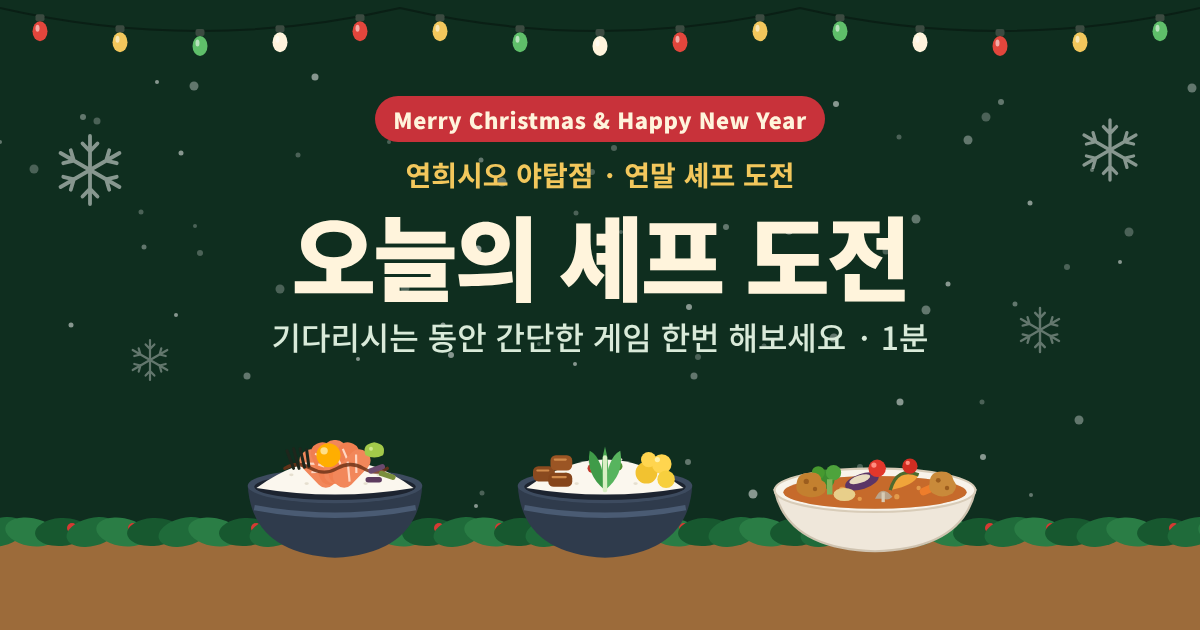 Merry Christmas & Happy New Year
연희시오 야탑점 · 연말 셰프 도전
오늘의 셰프 도전
기다리시는 동안 간단한 게임 한번 해보세요 · 1분